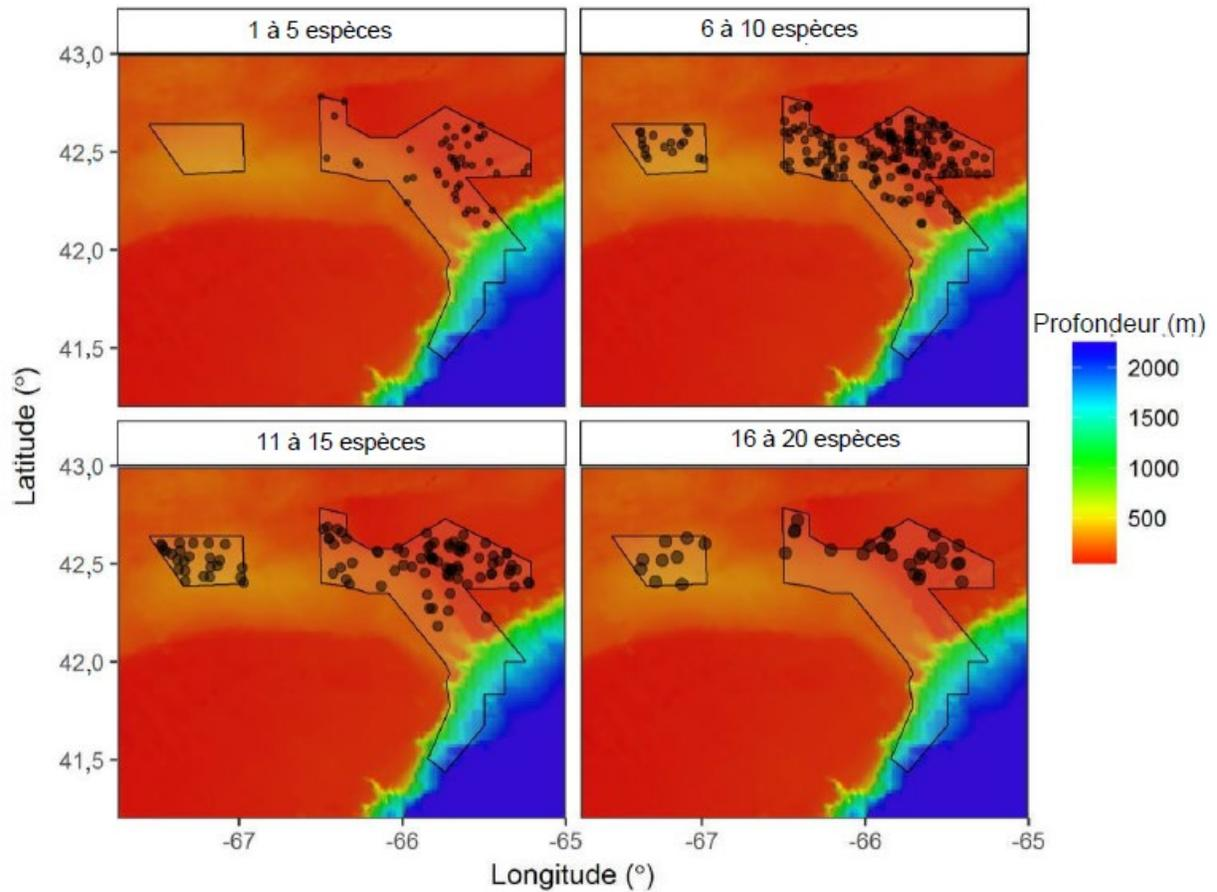 1 à 5 espèces
6 à 10 espèces
43,0
42,5
42,0
41,5
Profondeur (m)
2000
1500
1000
500
Latitude (°)
11 à 15 espèces
16 à 20 espèces
43,0
42,5
42,0
41,5
-67
-66
-65
-67
-66
-65
Longitude (°)